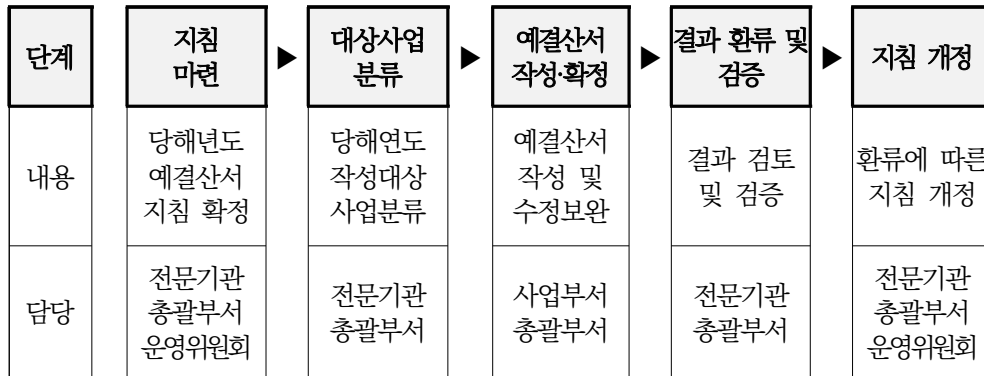 단계
지침
마련
▶
대상사업
분류
▶
예결산서
작성·확정
▶
결과 환류 및
검증
▶
지침 개정
내용
당해년도
예결산서
지침 확정
당해연도
작성대상
사업분류
예결산서
작성 및
수정보완
결과 검토
및 검증
환류에 따른
지침 개정
담당
전문기관
총괄부서
운영위원회
전문기관
총괄부서
사업부서
총괄부서
전문기관
총괄부서
전문기관
총괄부서
운영위원회